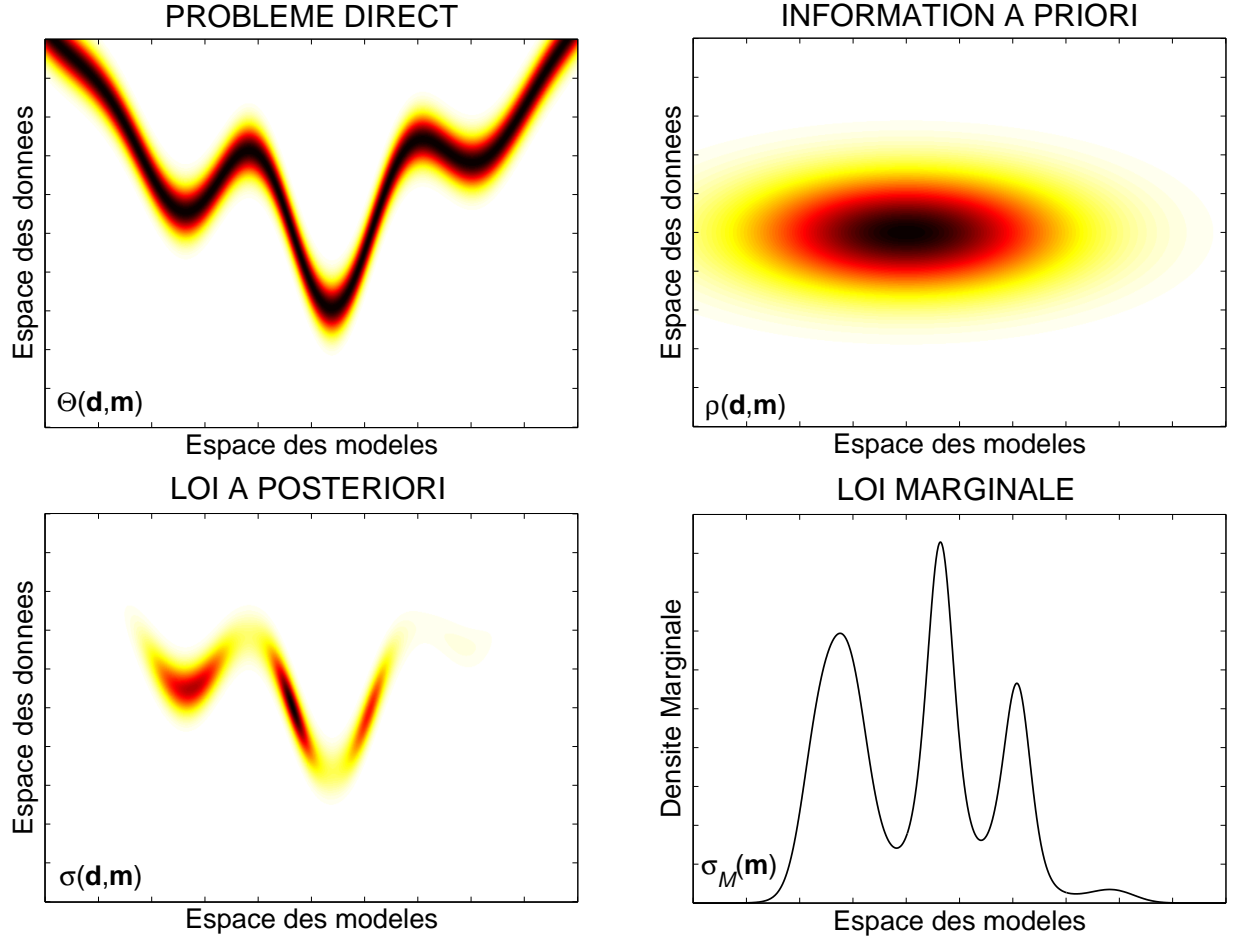 PROBLEME DIRECT
Espace des donnees
Θ(d,m)
Espace des modeles
INFORMATION A PRIORI
Espace des donnees
ρ(d,m)
Espace des modeles
LOI A POSTERIORI
Espace des donnees
σ(d,m)
Espace des modeles
LOI MARGINALE
Densite Marginale
σM(m)
Espace des modeles